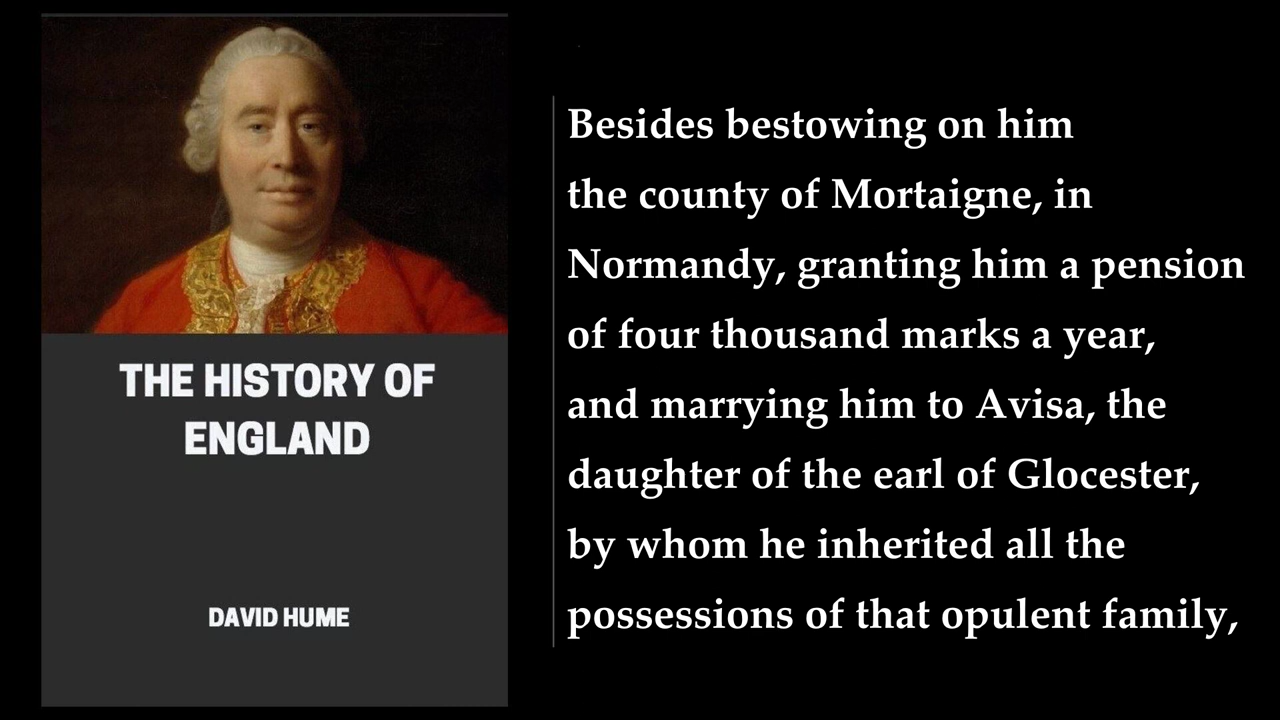 THE HISTORY OF
ENGLAND
DAVID HUME
Besides bestowing on him
the county of Mortaigne, in
Normandy, granting him a pension
of four thousand marks a year,
and marrying him to Avisa, the
daughter of the earl of Glocester,
by whom he inherited all the
possessions of that opulent family,